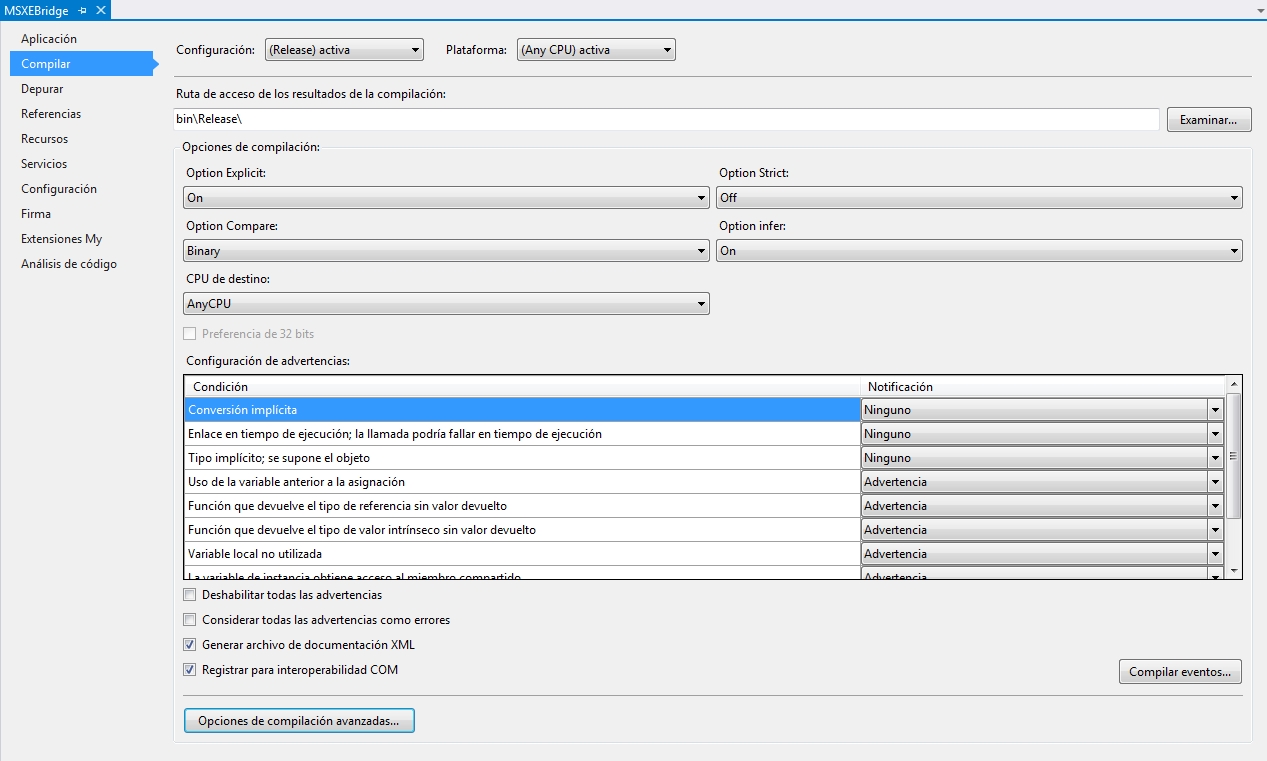 MSXEBridge
Aplicación
Compilar
Depurar
Referencias
Recursos
Servicios
Configuración
Firma
Extensiones My
Análisis de código
Configuración: (Release) activa Plataforma: (Any CPU) activa
Ruta de acceso de los resultados de la compilación:
bin\Release\ Examinar...
Opciones de compilación:
Option Explicit: Option Strict:
On Off
Option Compare: Option infer:
Binary On
CPU de destino:
AnyCPU
Preferencia de 32 bits
Configuración de advertencias:
Condición Notificación
Conversión implícita Ninguno
Enlace en tiempo de ejecución; la llamada podría fallar en tiempo de ejecución Ninguno
Tipo implícito; se supone el objeto Ninguno
Uso de la variable anterior a la asignación Advertencia
Función que devuelve el tipo de referencia sin valor devuelto Advertencia
Función que devuelve el tipo de valor intrínseco sin valor devuelto Advertencia
Variable local no utilizada Advertencia
La variable de instancia obtiene acceso al miembro compartido Advertencia
Deshabilitar todas las advertencias
Considerar todas las advertencias como errores
Generar archivo de documentación XML
Registrar para interoperabilidad COM
Compilar eventos...
Opciones de compilación avanzadas...